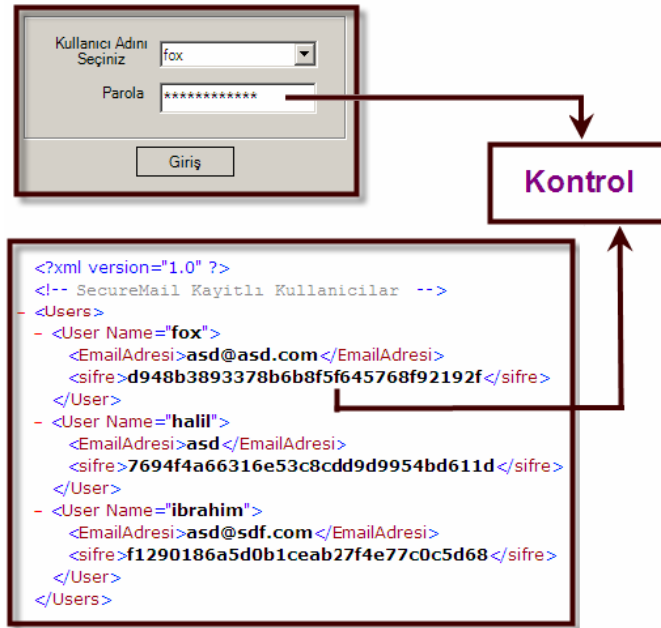 Kullanıcı Adını
Seçiniz
fox
Parola
************
Giriş
Kontrol
<?xml version="1.0" ?>
<!-- SecureMail Kayitlı Kullanicilar -->
- <Users>
- <User Name="fox">
<EmailAdresi>asd@asd.com</EmailAdresi>
<sifre>d948b3893378b6b8f5f645768f92192f</sifre>
</User>
- <User Name="halil">
<EmailAdresi>asd</EmailAdresi>
<sifre>7694f4a66316e53c8cdd9d9954bd611d</sifre>
</User>
- <User Name="ibrahim">
<EmailAdresi>asd@sdf.com</EmailAdresi>
<sifre>f1290186a5d0b1ceab27f4e77c0c5d68</sifre>
</User>
</Users>